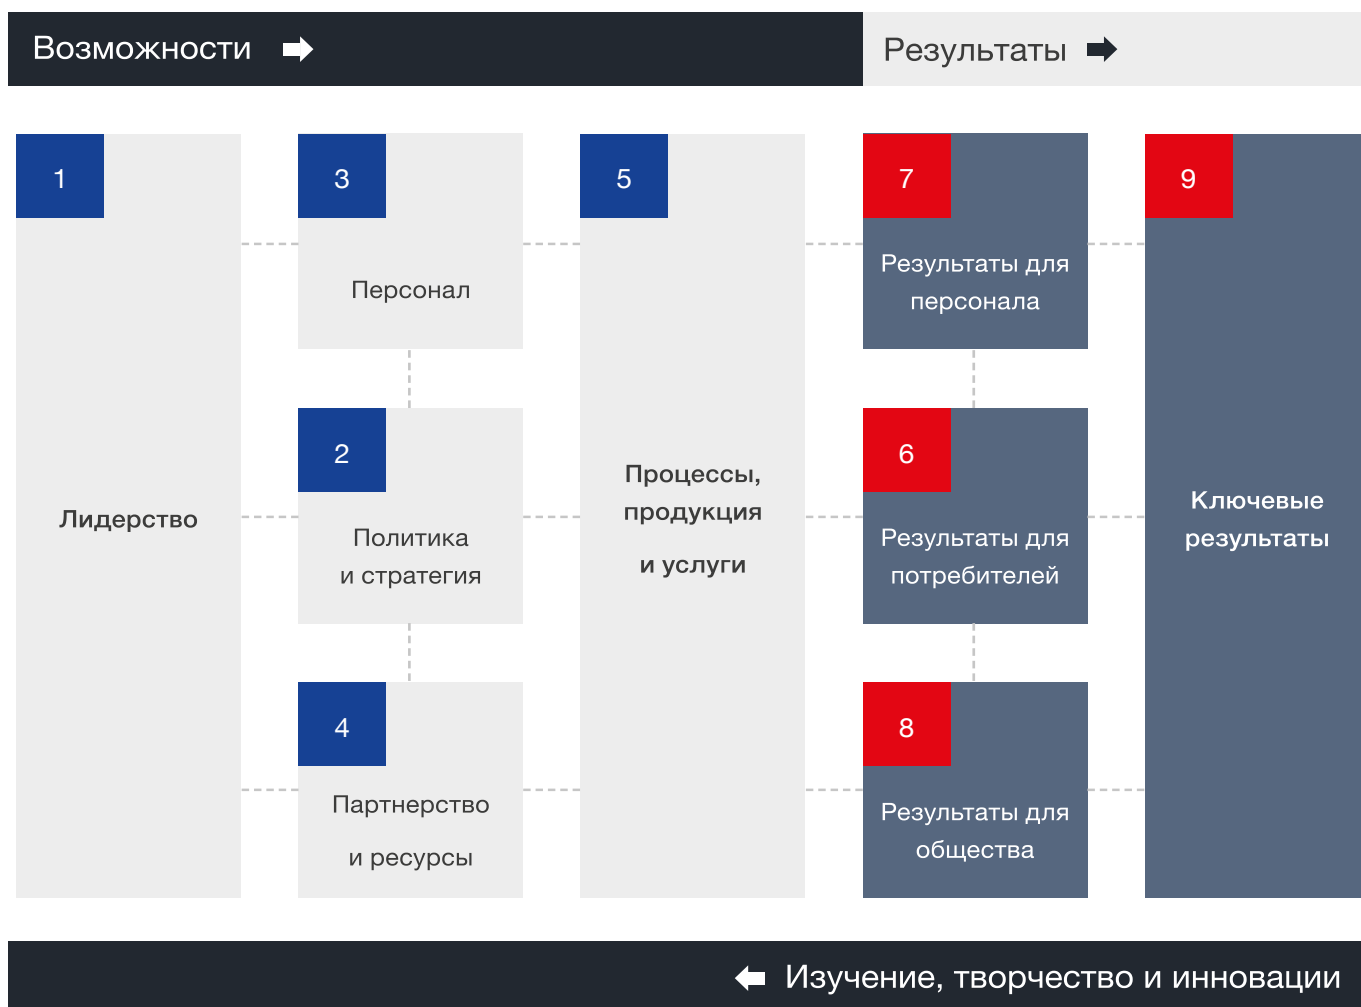 Возможности
Результаты
1
Лидерство
3
Персонал
2
Политика
и стратегия
4
Партнерство
и ресурсы
5
Процессы,
продукция
и услуги
7
Результаты для
персонала
6
Результаты для
потребителей
8
Результаты для
общества
9
Ключевые
результаты
Изучение, творчество и инновации